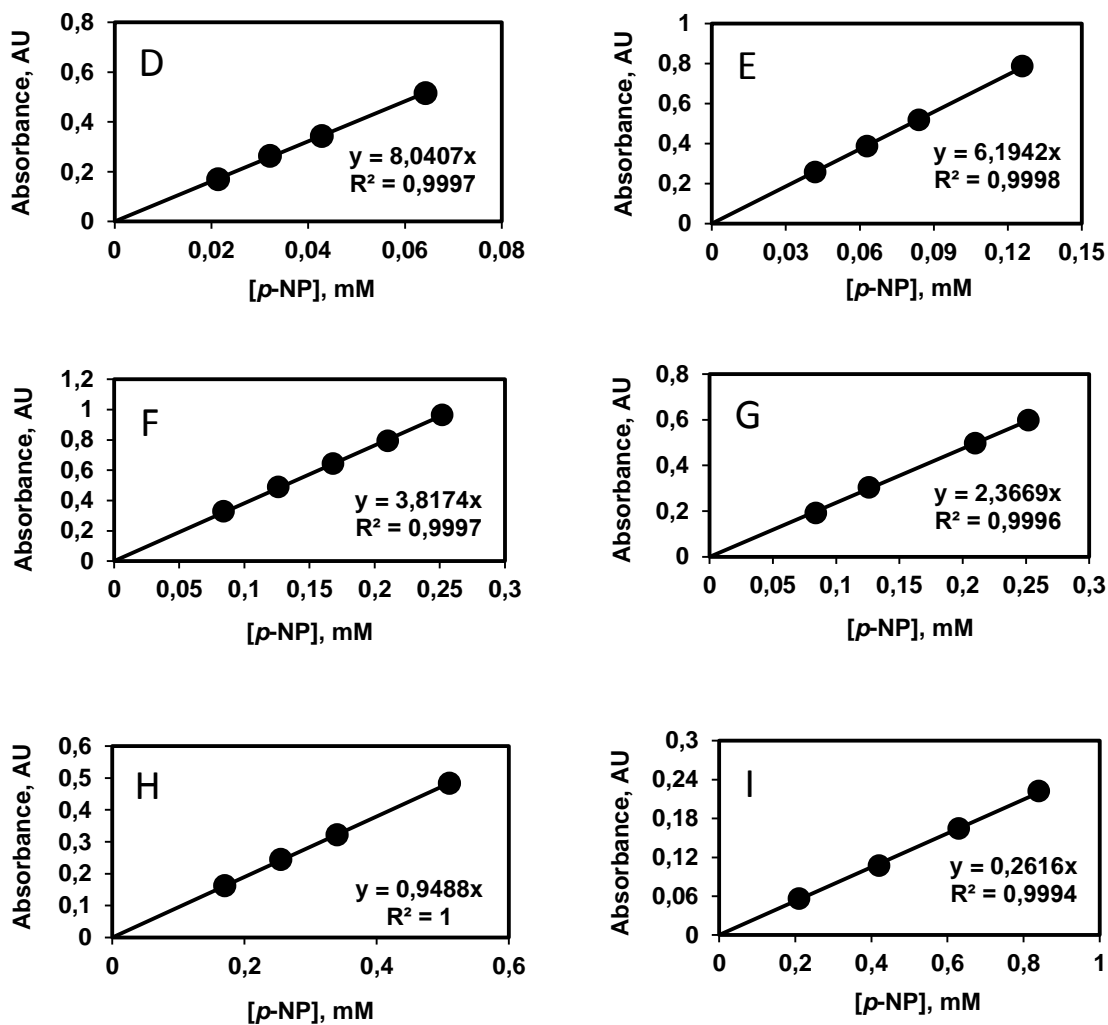 Absorbance, AU
0,8
0,6
0,4
0,2
0
D
y = 8,0407x
R² = 0,9997
0 0,02 0,04 0,06 0,08
[p-NP], mM
Absorbance, AU
1
0,8
0,6
0,4
0,2
0
E
y = 6,1942x
R² = 0,9998
0 0,03 0,06 0,09 0,12 0,15
[p-NP], mM
Absorbance, AU
1,2
1
0,8
0,6
0,4
0,2
0
F
y = 3,8174x
R² = 0,9997
0 0,05 0,1 0,15 0,2 0,25 0,3
[p-NP], mM
Absorbance, AU
0,8
0,6
0,4
0,2
0
G
y = 2,3669x
R² = 0,9996
0 0,05 0,1 0,15 0,2 0,25 0,3
[p-NP], mM
Absorbance, AU
0,6
0,5
0,4
0,3
0,2
0,1
0
H
y = 0,9488x
R² = 1
0 0,2 0,4 0,6
[p-NP], mM
Absorbance, AU
0,3
0,24
0,18
0,12
0,06
0
I
y = 0,2616x
R² = 0,9994
0 0,2 0,4 0,6 0,8 1
[p-NP], mM